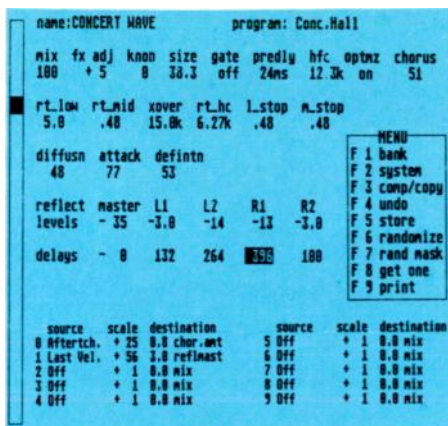 name:CONCERT WAVE program: Conc.Hall
mix fx adj knon size gate predly hfc optmz chorus
100 + 5 0 38.3 off 24ms 12.3k on 51
rt_low rt_mid xover rt_hc l_stop m_stop
5.0 .48 15.0k 6.27k .48 .48
diffusn attack defintn
48 77 53
reflect master L1 L2 R1 R2
levels - 35 -3.0 -14 -13 -3.0
delays - 0 132 264 396 100
MENU
F 1 bank
F 2 system
F 3 comp/copy
F 4 undo
F 5 store
F 6 randomize
F 7 rand mask
F 8 get one
F 9 print
source scale destination source scale destination
0 Aftertch. + 25 0.0 chor.amt 5 Off + 1 0.0 mix
1 Last Vel. + 56 3.0 reflmast 6 Off + 1 0.0 mix
2 Off + 1 0.0 mix 7 Off + 1 0.0 mix
3 Off + 1 0.0 mix 8 Off + 1 0.0 mix
4 Off + 1 0.0 mix 9 Off + 1 0.0 mix